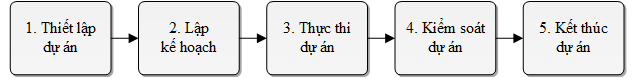 1. Thiết lập
dự án
2. Lập
kế hoạch
3. Thực thi
dự án
4. Kiểm soát
dự án
5. Kết thúc
dự án